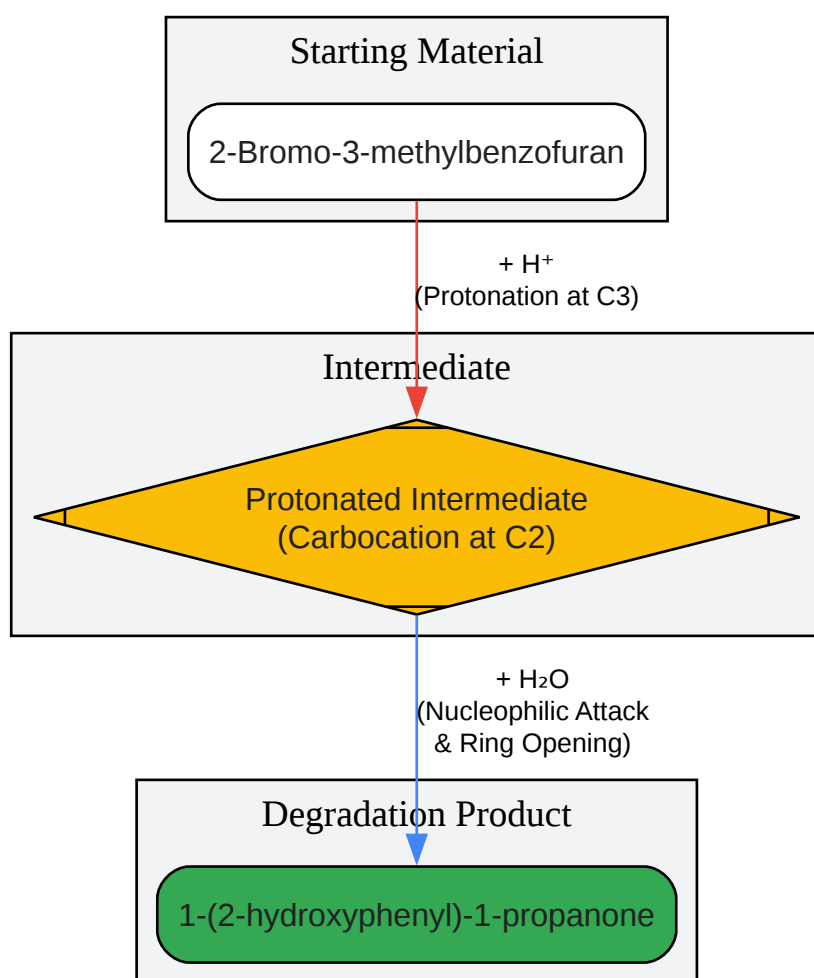 Starting Material
2-Bromo-3-methylbenzofuran
+ H⁺
(Protonation at C3)
Intermediate
Protonated Intermediate
(Carbocation at C2)
+ H₂O
(Nucleophilic Attack
& Ring Opening)
Degradation Product
1-(2-hydroxyphenyl)-1-propanone